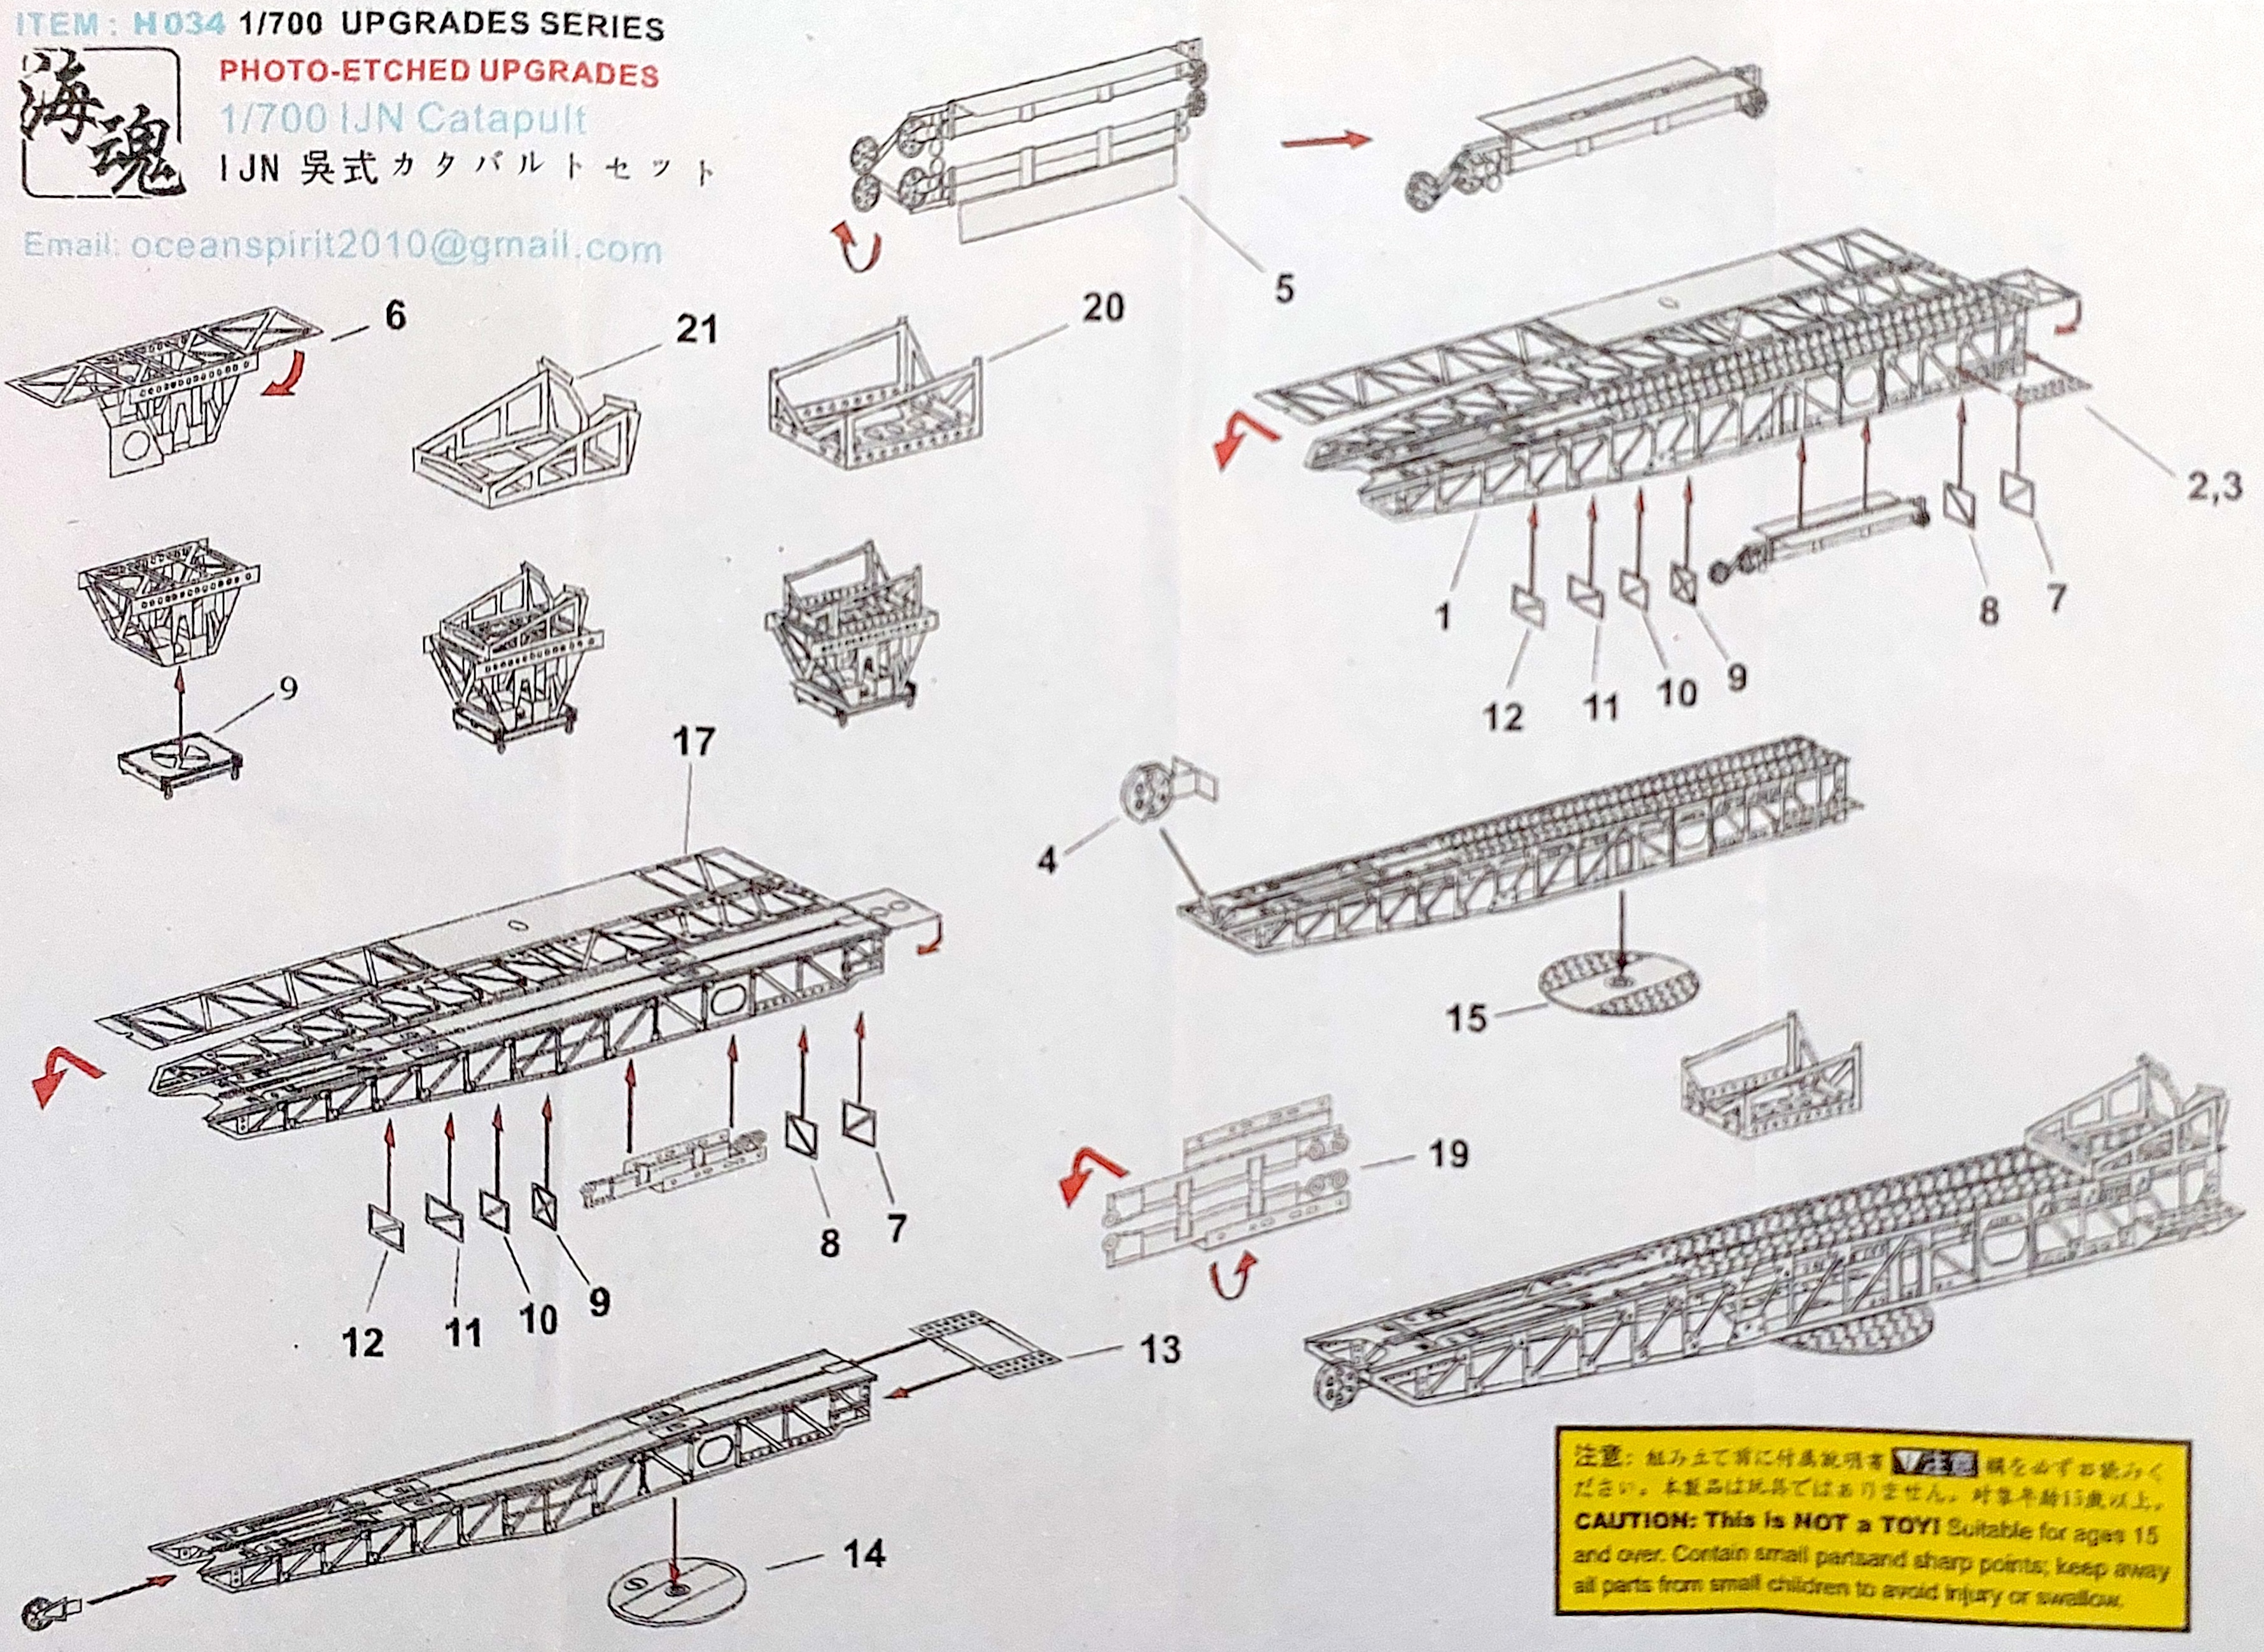 ITEM: H034 1/700 UPGRADES SERIES
海魂
PHOTO-ETCHED UPGRADES
1/700 IJN Catapult
IJN 呉式カタパルトセット
Email: oceanspirit2010@gmail.com
5
6
21
20
2,3
1
12
11
10
9
8
7
9
17
4
15
19
12
11
10
9
8
7
13
14
注意: 組み立て前に付属説明書 注意 欄を必ずお読みく
ださい。本製品は玩具ではありません。対象年齢15歳以上。
CAUTION: This is NOT a TOY! Suitable for ages 15
and over. Contain small partsand sharp points; keep away
all parts from small children to avoid injury or swallow.